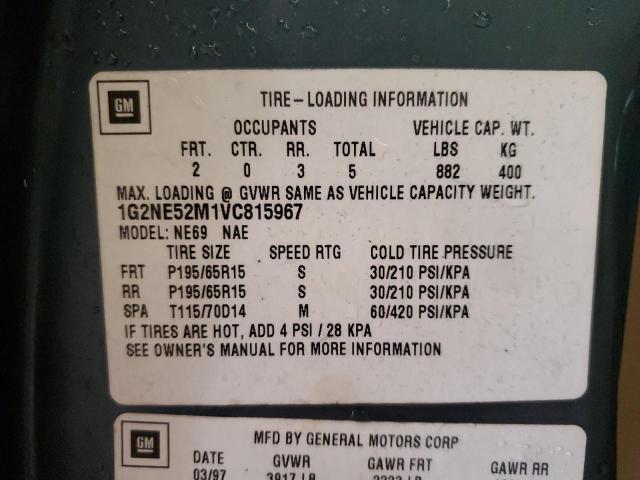 GM
TIRE-LOADING INFORMATION
OCCUPANTS VEHICLE CAP. WT.
FRT. CTR. RR. TOTAL LBS KG
2 0 3 5 882 400
MAX. LOADING @ GVWR SAME AS VEHICLE CAPACITY WEIGHT.
1G2NE52M1VC815967
MODEL: NE69 NAE
TIRE SIZE SPEED RTG COLD TIRE PRESSURE
FRT P195/65R15 S 30/210 PSI/KPA
RR P195/65R15 S 30/210 PSI/KPA
SPA T115/70D14 M 60/420 PSI/KPA
IF TIRES ARE HOT, ADD 4 PSI / 28 KPA
SEE OWNER'S MANUAL FOR MORE INFORMATION
GM
MFD BY GENERAL MOTORS CORP
DATE GVWR GAWR FRT GAWR RR
03/97 3917 LB